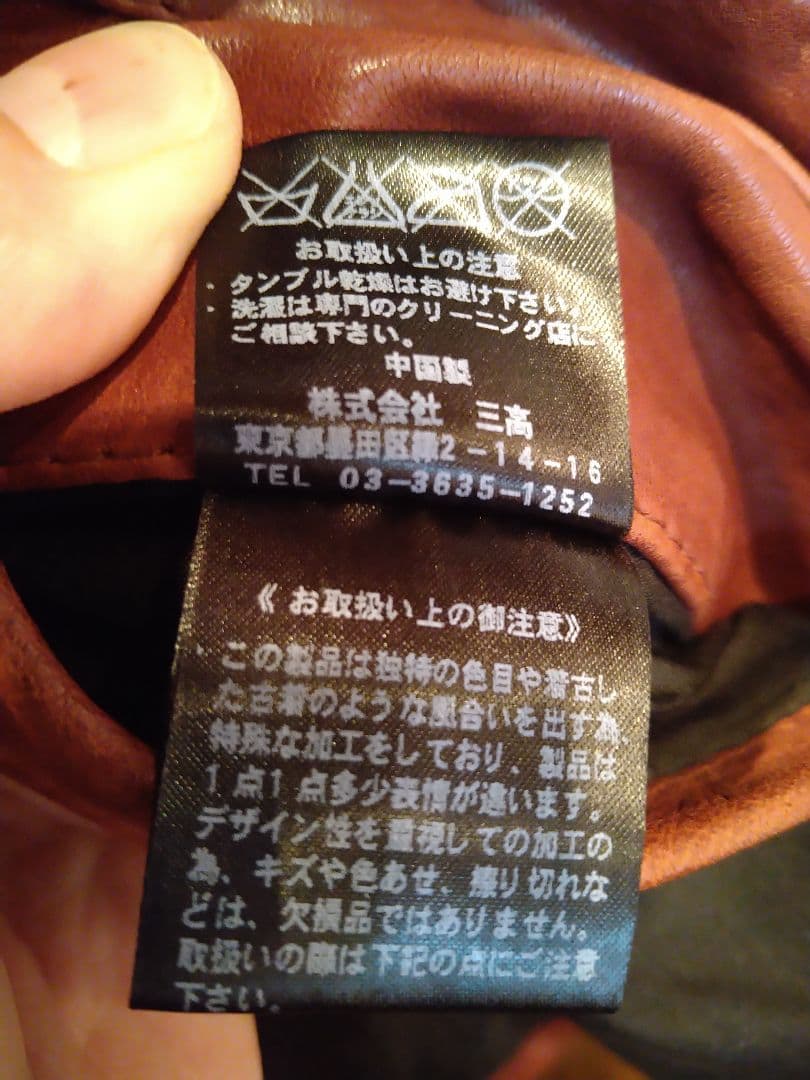 お取扱い上の注意
・タンブル乾燥はお避け下さい。
・洗濯は専門のクリーニング店に
ご相談下さい。
中国製
株式会社 三高
東京都墨田区緑2-14-16
TEL 03-3635-1252
《お取扱い上の御注意》
・この製品は独特の色目や着古し
た古着のような風合いを出す為、
特殊な加工をしており、製品は
1点1点多少表情が違います。
デザイン性を重視しての加工の
為、キズや色あせ、擦り切れな
どは、欠損品ではありません。
取扱いの際は下記の点にご注意
下さい。